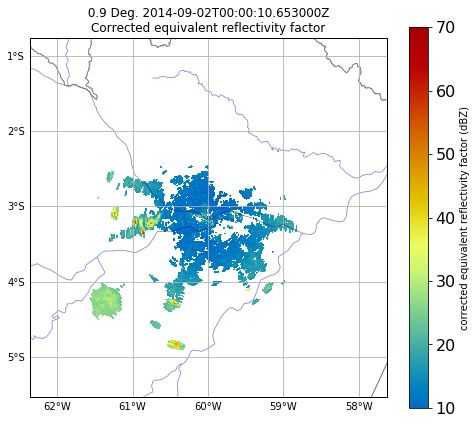 0.9 Deg. 2014-09-02T00:00:10.653000Z
Corrected equivalent reflectivity factor
1°S
2°S
3°S
4°S
5°S
62°W
61°W
60°W
59°W
58°W
70
60
50
40
30
20
10
corrected equivalent reflectivity factor (dBZ)